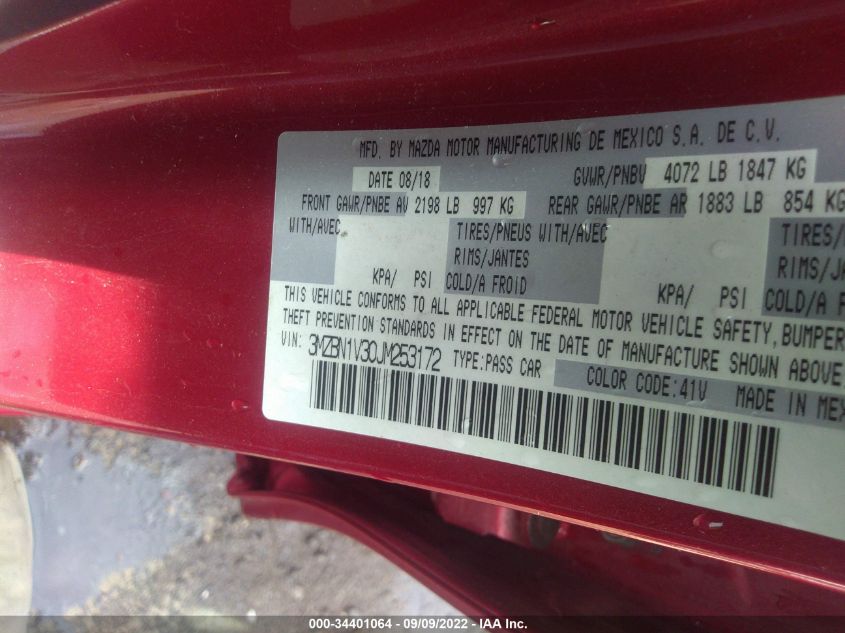 MFD. BY MAZDA MOTOR MANUFACTURING DE MEXICO S.A. DE C.V.
DATE 08/18 GVWR/PNBV 4072 LB 1847 KG
FRONT GAWR/PNBE AV 2198 LB 997 KG REAR GAWR/PNBE AR 1883 LB 854 KG
WITH/AVEC TIRES/PNEUS WITH/AVEC TIRES/
RIMS/JANTES RIMS/
KPA/ PSI COLD/A FROID KPA/ PSI COLD/A FROID
THIS VEHICLE CONFORMS TO ALL APPLICABLE FEDERAL MOTOR VEHICLE SAFETY, BUMPER
THEFT PREVENTION STANDARDS IN EFFECT ON THE DATE OF MANUFACTURE SHOWN ABOVE
VIN: 3MZBN1V30JM253172 TYPE:PASS CAR
COLOR CODE:41V MADE IN MEX
000-34401064 - 09/09/2022 - IAA Inc.